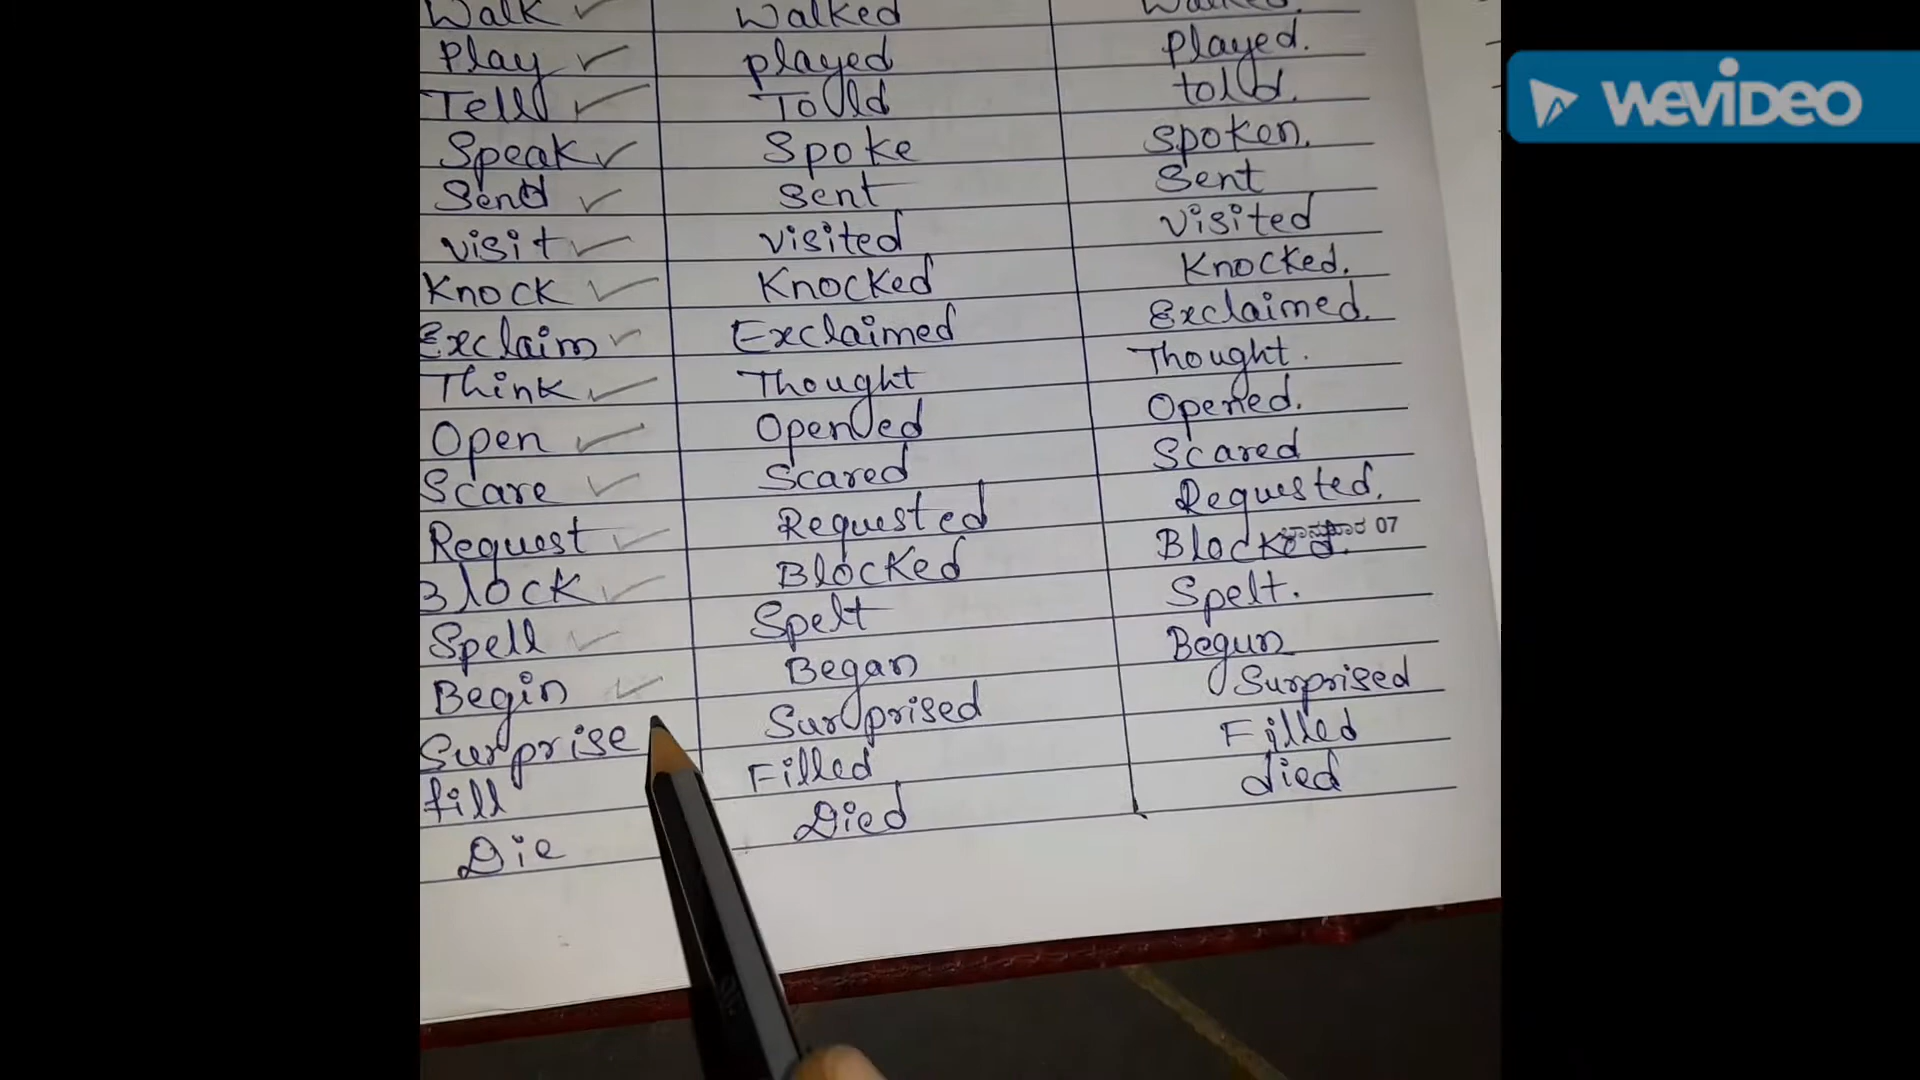 Walk Walked Walked.
Play played Played.
Tell Told told.
Speak Spoke Spoken.
Send Sent Sent
visit visited visited
Knock Knocked Knocked.
Exclaim Exclaimed Exclaimed.
Think Thought Thought.
Open Opened Opened.
Scare Scared Scared
Request Requested Requested.
Block Blocked Blocked.
07
Spell Spelt Spelt.
Begin Began Begun
Surprise Surprised Surprised
fill Filled Filled
Die Died died
WEVIDEO